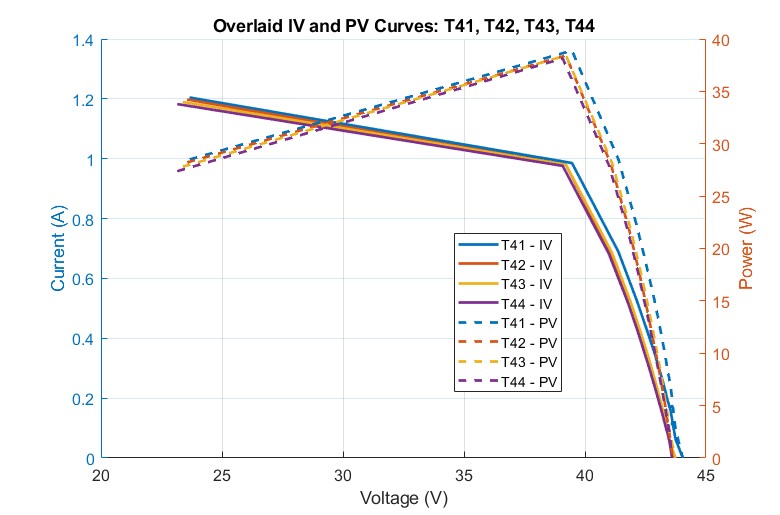 Overlaid IV and PV Curves: T41, T42, T43, T44
1.4
1.2
1
0.8
0.6
0.4
0.2
0
Current (A)
40
35
30
25
20
15
10
5
0
Power (W)
T41 - IV
T42 - IV
T43 - IV
T44 - IV
T41 - PV
T42 - PV
T43 - PV
T44 - PV
20 25 30 35 40 45
Voltage (V)